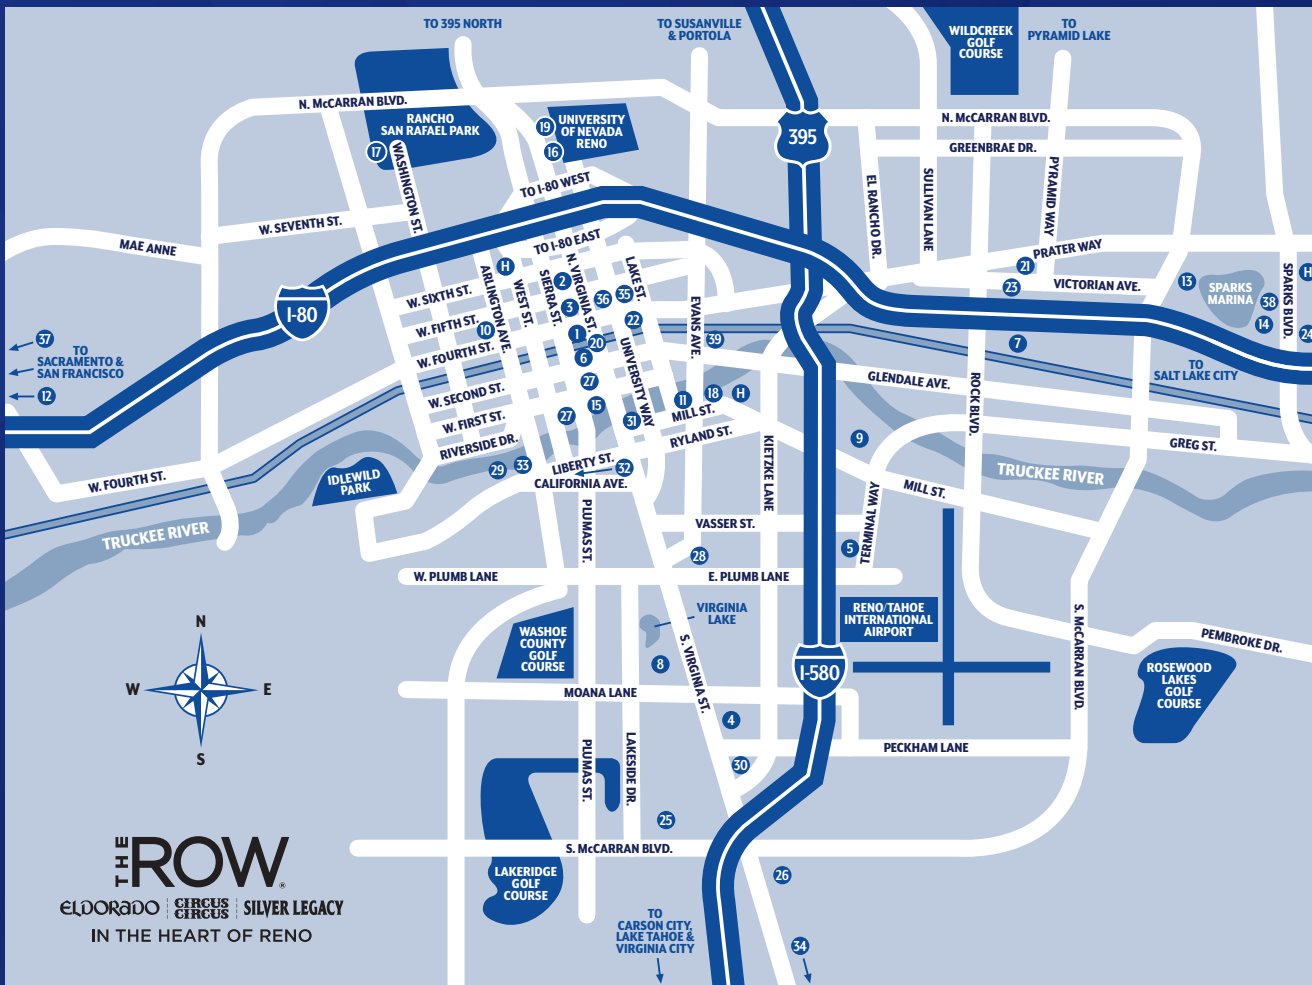 TO 395 NORTH
TO SUSANVILLE
& PORTOLA
WILDCREEK
GOLF
COURSE
TO
PYRAMID LAKE
N. McCARRAN BLVD.
RANCHO
SAN RAFAEL PARK
17
19
16
UNIVERSITY
OF NEVADA
RENO
395
N. McCARRAN BLVD.
GREENBRAE DR.
WASHINGTON ST.
TO I-80 WEST
EL RANCHO DR.
SULLIVAN LANE
PYRAMID WAY
MAE ANNE
W. SEVENTH ST.
TO I-80 EAST
PRATER WAY
21
23
VICTORIAN AVE.
13
SPARKS
MARINA
38
14
SPARKS BLVD.
H
24
H
2
3
36
35
22
1
20
6
10
W. SIXTH ST.
W. FIFTH ST.
W. FOURTH ST.
W. SECOND ST.
W. FIRST ST.
RIVERSIDE DR.
ARLINGTON AVE.
WEST ST.
SIERRA ST.
N. VIRGINIA ST.
LAKE ST.
UNIVERSITY WAY
EVANS AVE.
39
7
I-80
37
TO
SACRAMENTO &
SAN FRANCISCO
12
TO
SALT LAKE CITY
GLENDALE AVE.
ROCK BLVD.
27
27
15
31
11
18
H
MILL ST.
RYLAND ST.
9
GREG ST.
29
33
LIBERTY ST.
32
CALIFORNIA AVE.
KIETZKE LANE
W. FOURTH ST.
IDLEWILD
PARK
TRUCKEE RIVER
TRUCKEE RIVER
MILL ST.
TERMINAL WAY
PLUMAS ST.
VASSER ST.
28
5
W. PLUMB LANE
E. PLUMB LANE
N
W
E
S
WASHOE
COUNTY
GOLF
COURSE
VIRGINIA
LAKE
8
S. VIRGINIA ST.
RENO/TAHOE
INTERNATIONAL
AIRPORT
I-580
S. McCARRAN BLVD.
PEMBROKE DR.
ROSEWOOD
LAKES
GOLF
COURSE
MOANA LANE
4
PECKHAM LANE
30
PLUMAS ST.
LAKESIDE DR.
25
S. McCARRAN BLVD.
26
LAKERIDGE
GOLF
COURSE
TO
CARSON CITY,
LAKE TAHOE &
VIRGINIA CITY
34
THE ROW®
ELDORADO | CIRCUS CIRCUS | SILVER LEGACY
IN THE HEART OF RENO